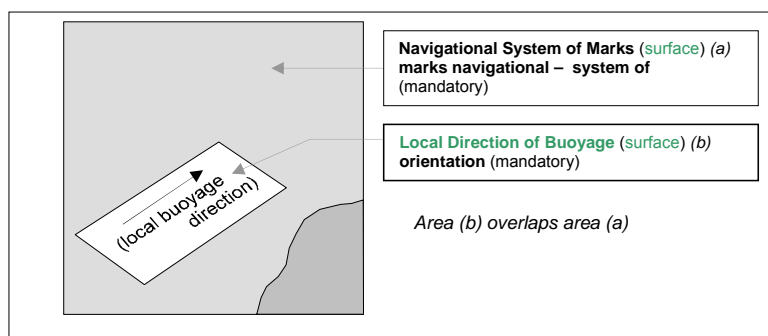 Navigational System of Marks (surface) (a)
marks navigational – system of
(mandatory)
Local Direction of Buoyage (surface) (b)
orientation (mandatory)
(local buoyage
direction)
Area (b) overlaps area (a)